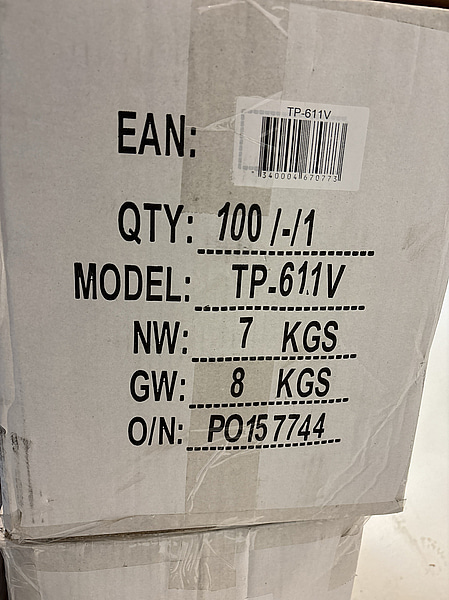 TP-611V
EAN:
QTY: 100/-/1
MODEL: TP-611V
NW: 7 KGS
GW: 8 KGS
O/N: PO157744